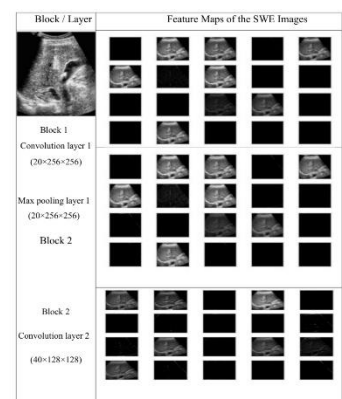 Block / Layer
Feature Maps of the SWE Images
Block 1
Convolution layer 1
(20×256×256)
Max pooling layer 1
(20×256×256)
Block 2
Block 2
Convolution layer 2
(40×128×128)